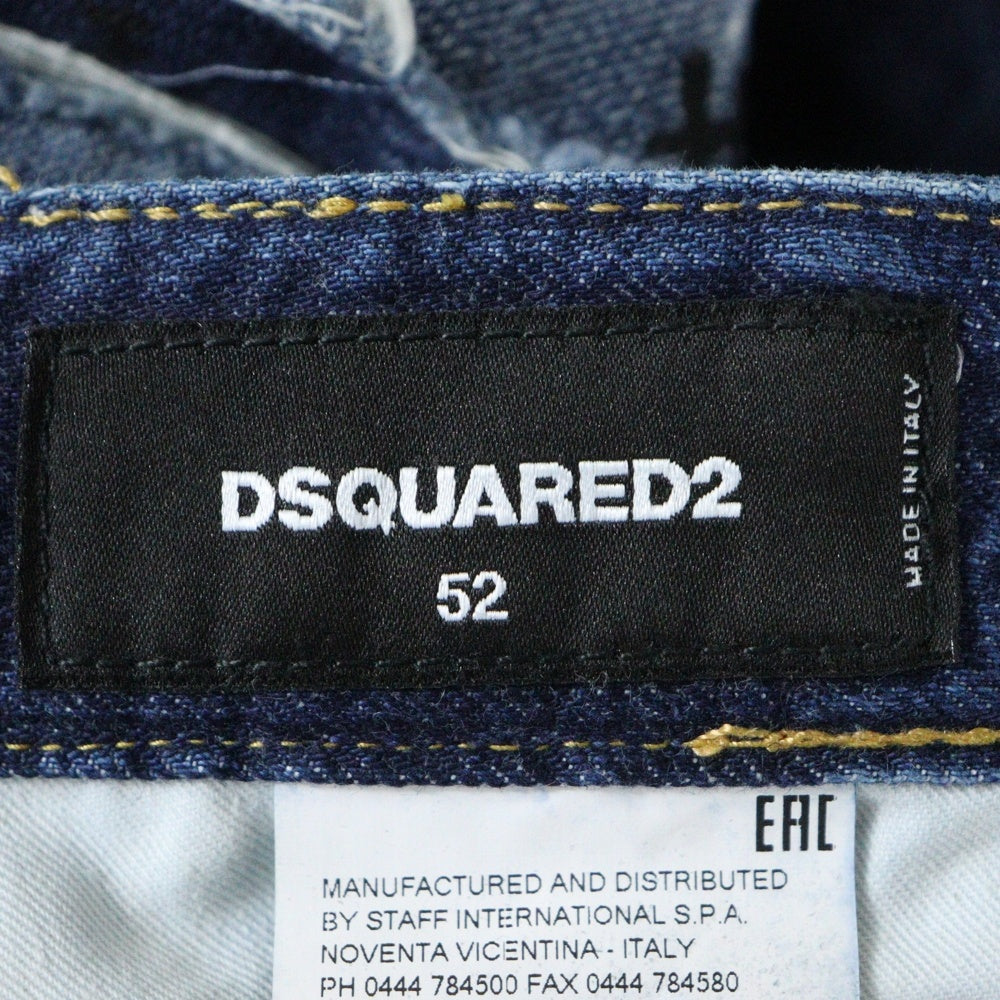 DSQUARED2
52
MADE IN ITALY
EAC
MANUFACTURED AND DISTRIBUTED
BY STAFF INTERNATIONAL S.P.A.
NOVENTA VICENTINA - ITALY
PH 0444 784500 FAX 0444 784580